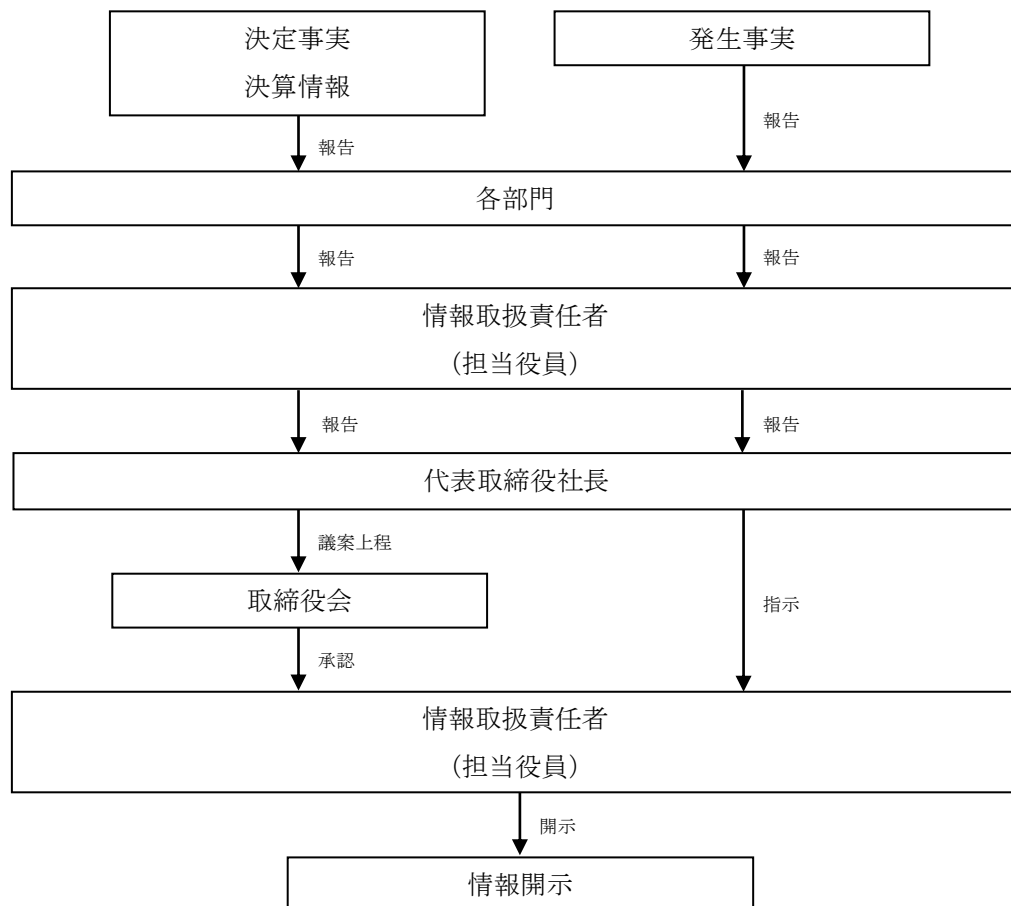 決定事実
決算情報
発生事実
報告
報告
各部門
報告
報告
情報取扱責任者
（担当役員）
報告
報告
代表取締役社長
議案上程
取締役会
指示
承認
情報取扱責任者
（担当役員）
開示
情報開示